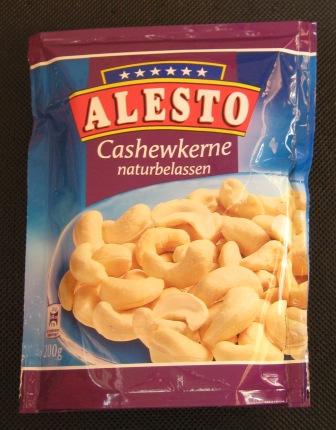 ALESTO
Cashewkerne
naturbelassen
200g